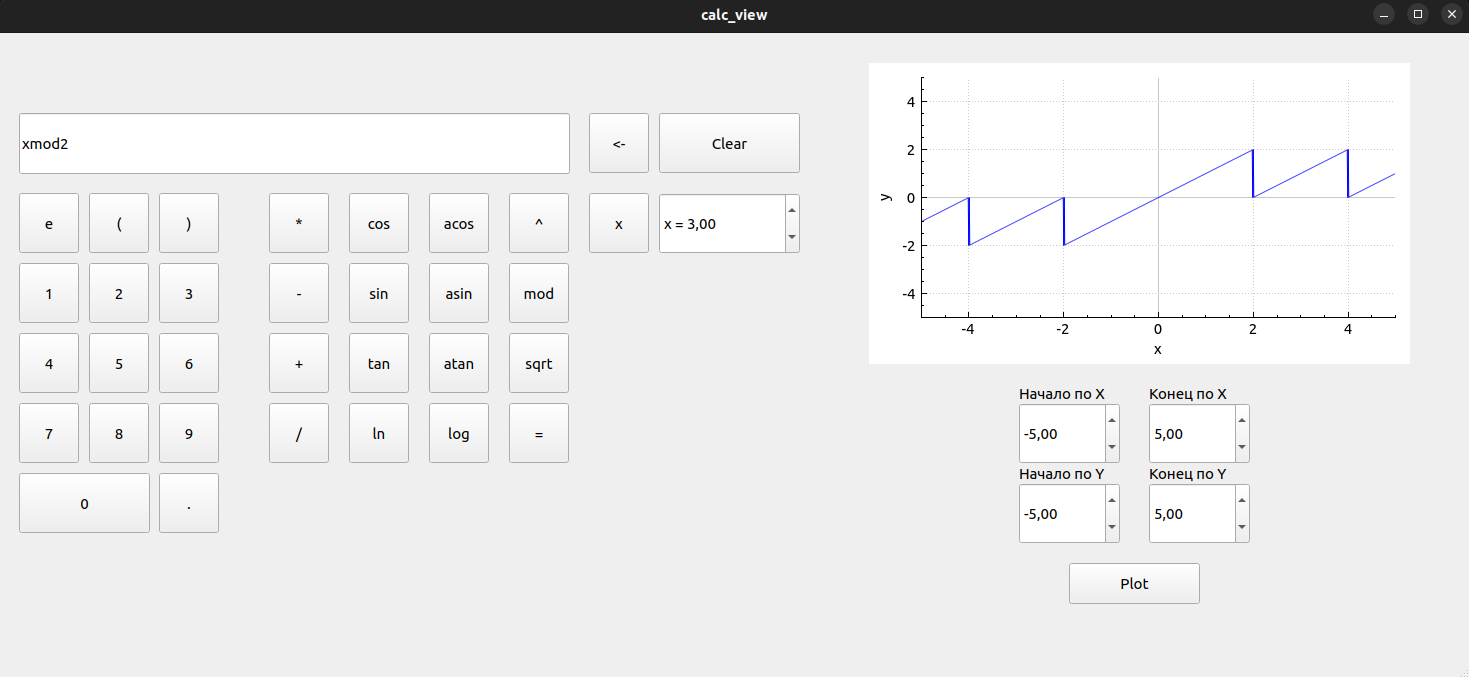 calc_view
xmod2
<- Clear
e ( ) * cos acos ^ x x = 3,00
1 2 3 - sin asin mod
4 5 6 + tan atan sqrt
7 8 9 / ln log =
0 .
4
2
0
-2
-4
y
-4 -2 0 2 4
x
Начало по X Конец по X
-5,00 5,00
Начало по Y Конец по Y
-5,00 5,00
Plot